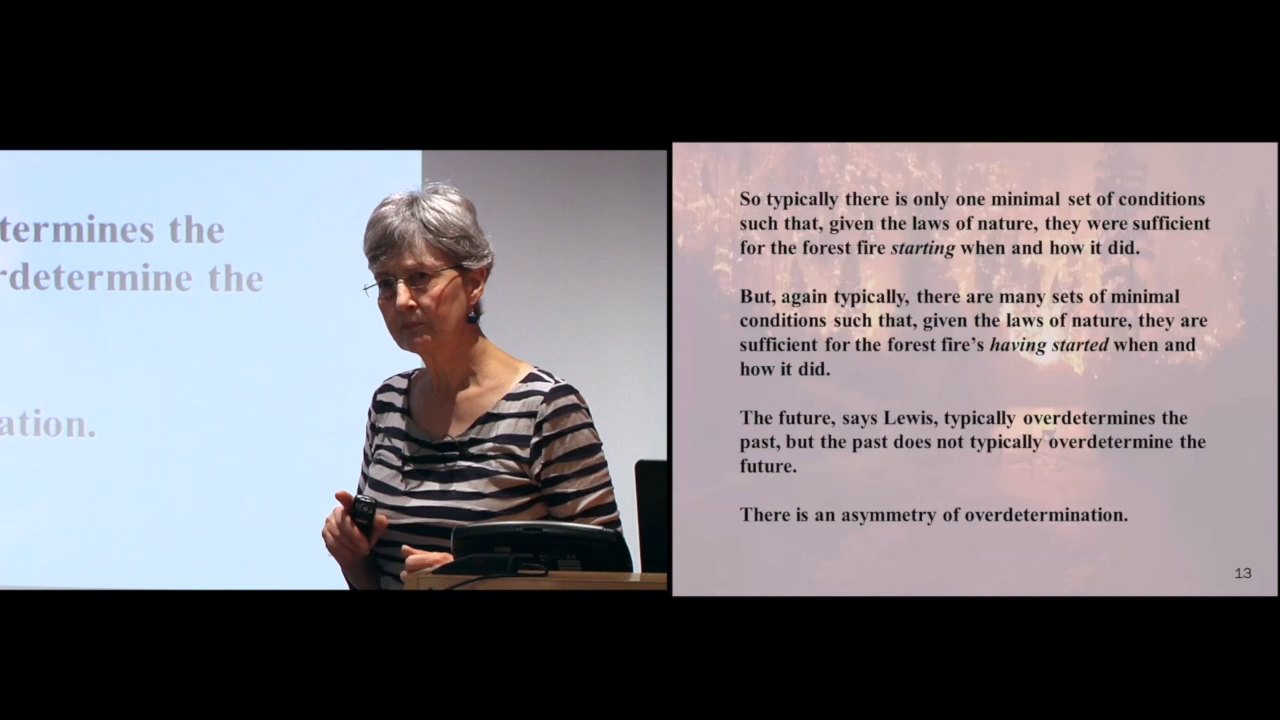 termines the
rdetermine the
ation.
So typically there is only one minimal set of conditions
such that, given the laws of nature, they were sufficient
for the forest fire starting when and how it did.
But, again typically, there are many sets of minimal
conditions such that, given the laws of nature, they are
sufficient for the forest fire’s having started when and
how it did.
The future, says Lewis, typically overdetermines the
past, but the past does not typically overdetermine the
future.
There is an asymmetry of overdetermination.
13